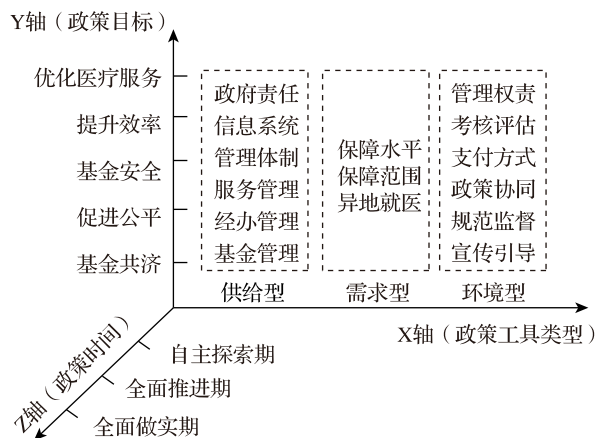 Y轴（政策目标）
优化医疗服务
提升效率
基金安全
促进公平
基金共济
政府责任
信息系统
管理体制
服务管理
经办管理
基金管理
供给型
保障水平
保障范围
异地就医
需求型
管理权责
考核评估
支付方式
政策协同
规范监督
宣传引导
环境型
X轴（政策工具类型）
Z轴（政策时间）
自主探索期
全面推进期
全面做实期